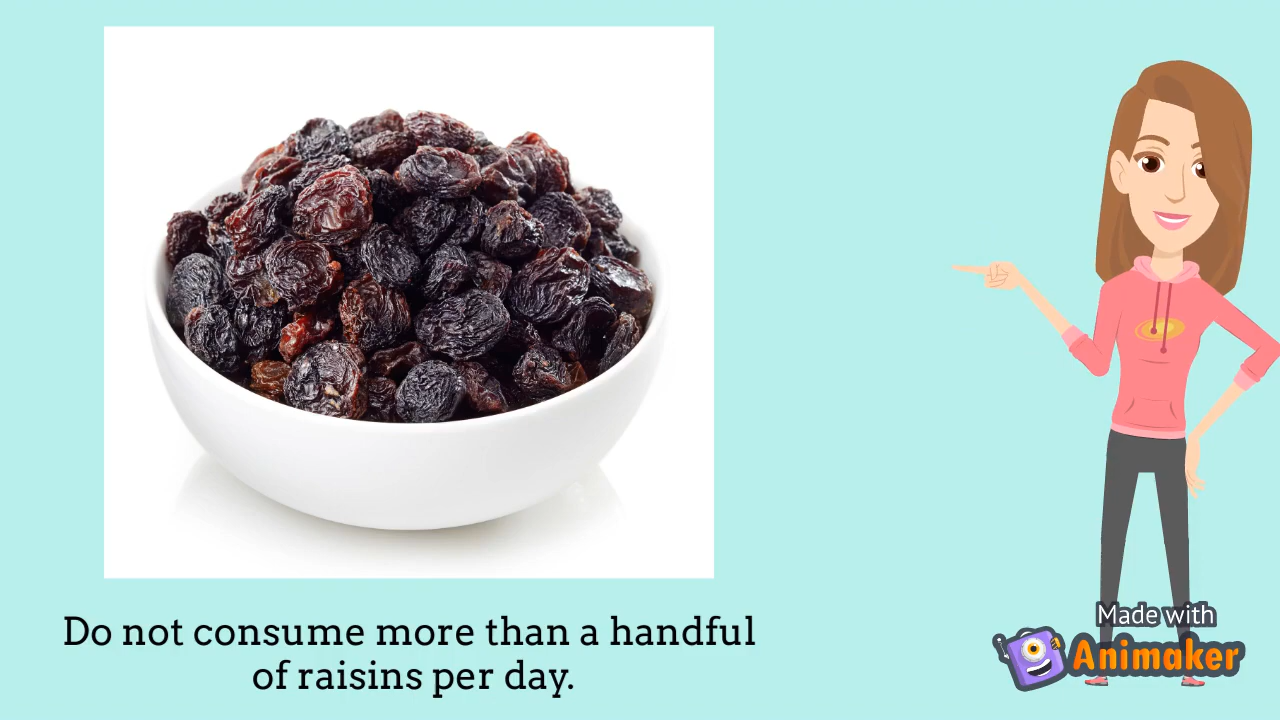 Do not consume more than a handful
of raisins per day.
Made with
Animaker